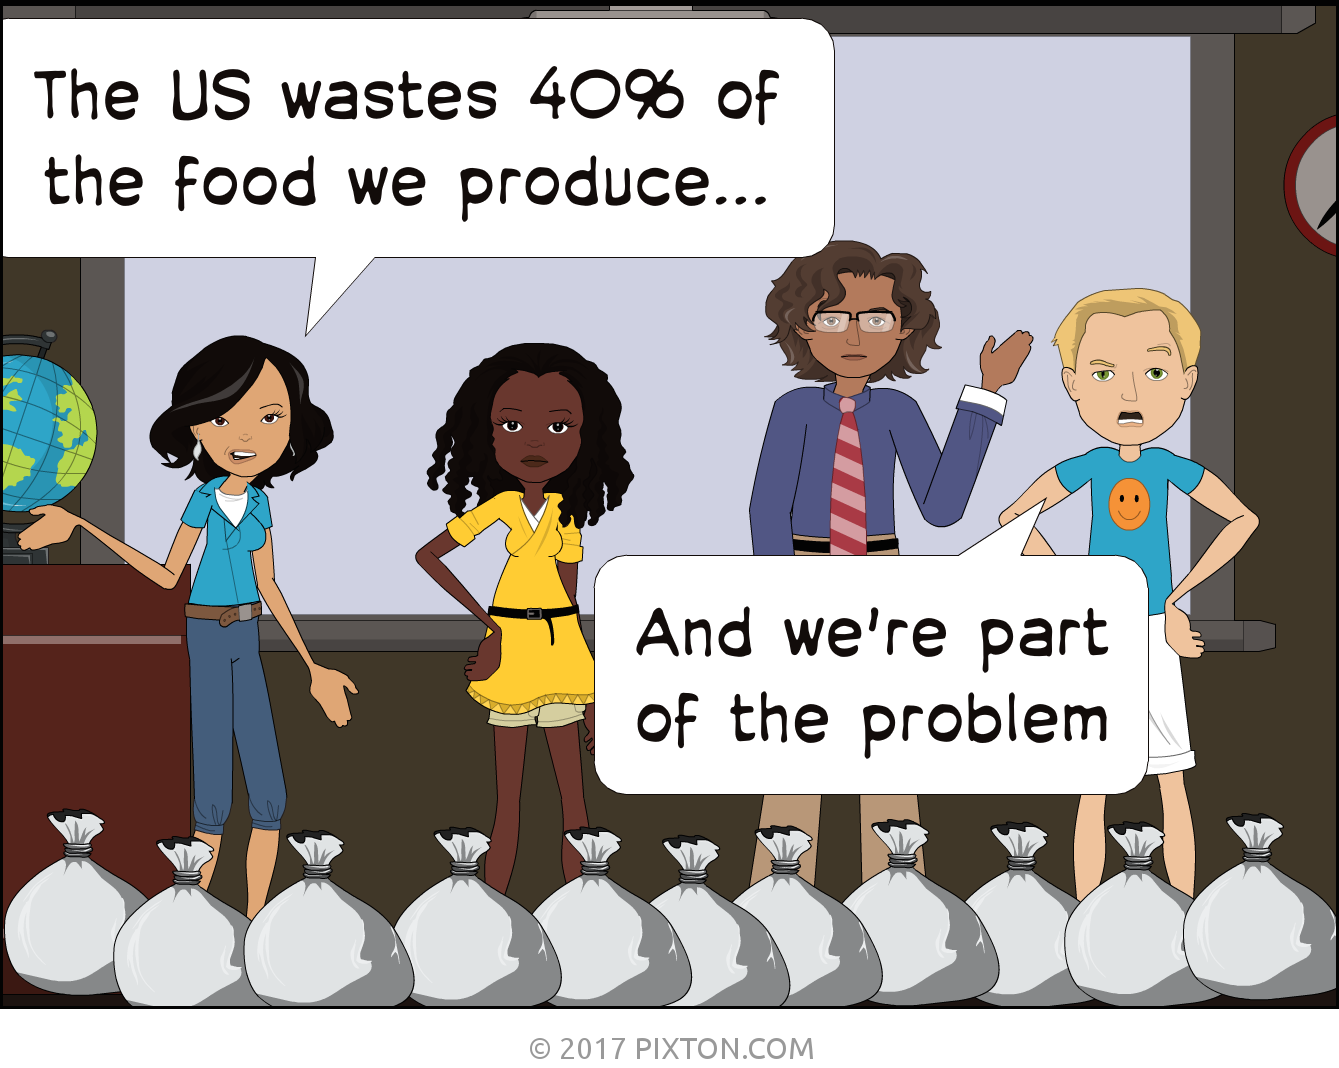 The US wastes 40% of
the food we produce...
And we're part
of the problem
© 2017 PIXTON.COM